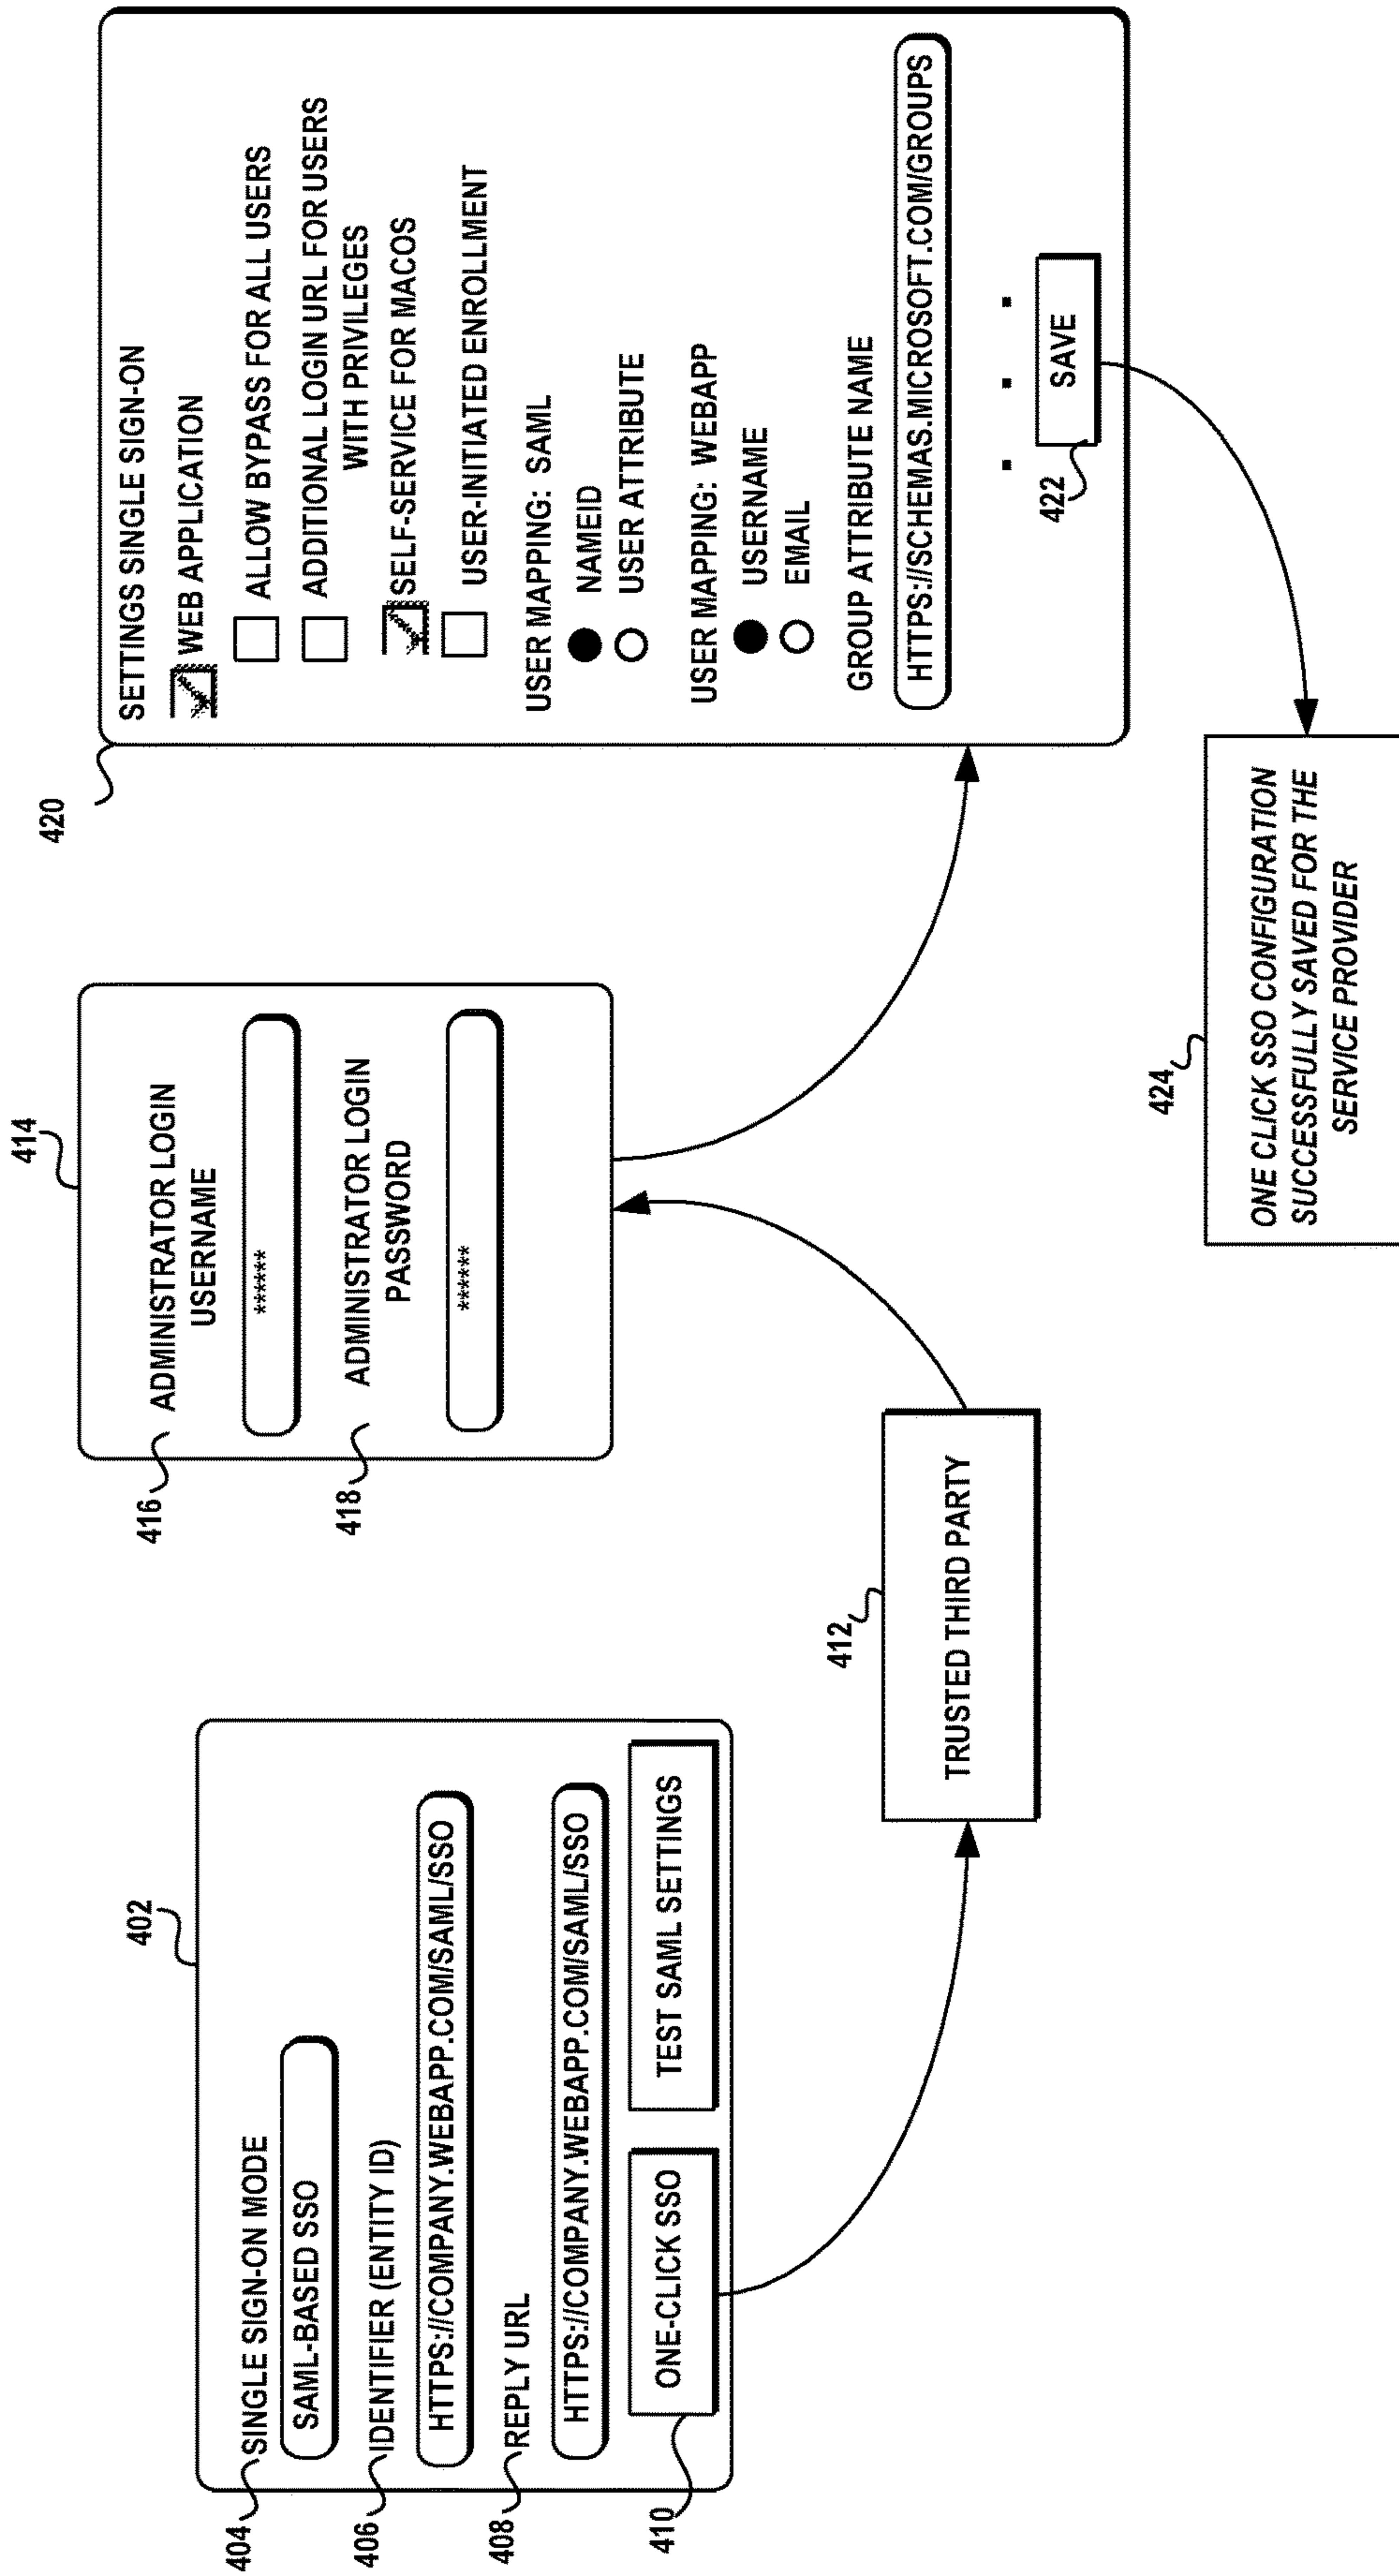 402
404
SINGLE SIGN-ON MODE
SAML-BASED SSO
406
IDENTIFIER (ENTITY ID)
HTTPS://COMPANY.WEBAPP.COM/SAML/SSO
408
REPLY URL
HTTPS://COMPANY.WEBAPP.COM/SAML/SSO
ONE-CLICK SSO
TEST SAML SETTINGS
410
412
TRUSTED THIRD PARTY
414
416
ADMINISTRATOR LOGIN
USERNAME
******
418
ADMINISTRATOR LOGIN
PASSWORD
******
420
SETTINGS SINGLE SIGN-ON
WEB APPLICATION
ALLOW BYPASS FOR ALL USERS
ADDITIONAL LOGIN URL FOR USERS
WITH PRIVILEGES
SELF-SERVICE FOR MACOS
USER-INITIATED ENROLLMENT
USER MAPPING: SAML
NAMEID
USER ATTRIBUTE
USER MAPPING: WEBAPP
USERNAME
EMAIL
GROUP ATTRIBUTE NAME
HTTPS://SCHEMAS.MICROSOFT.COM/GROUPS
. . .
SAVE
422
424
ONE CLICK SSO CONFIGURATION
SUCCESSFULLY SAVED FOR THE
SERVICE PROVIDER